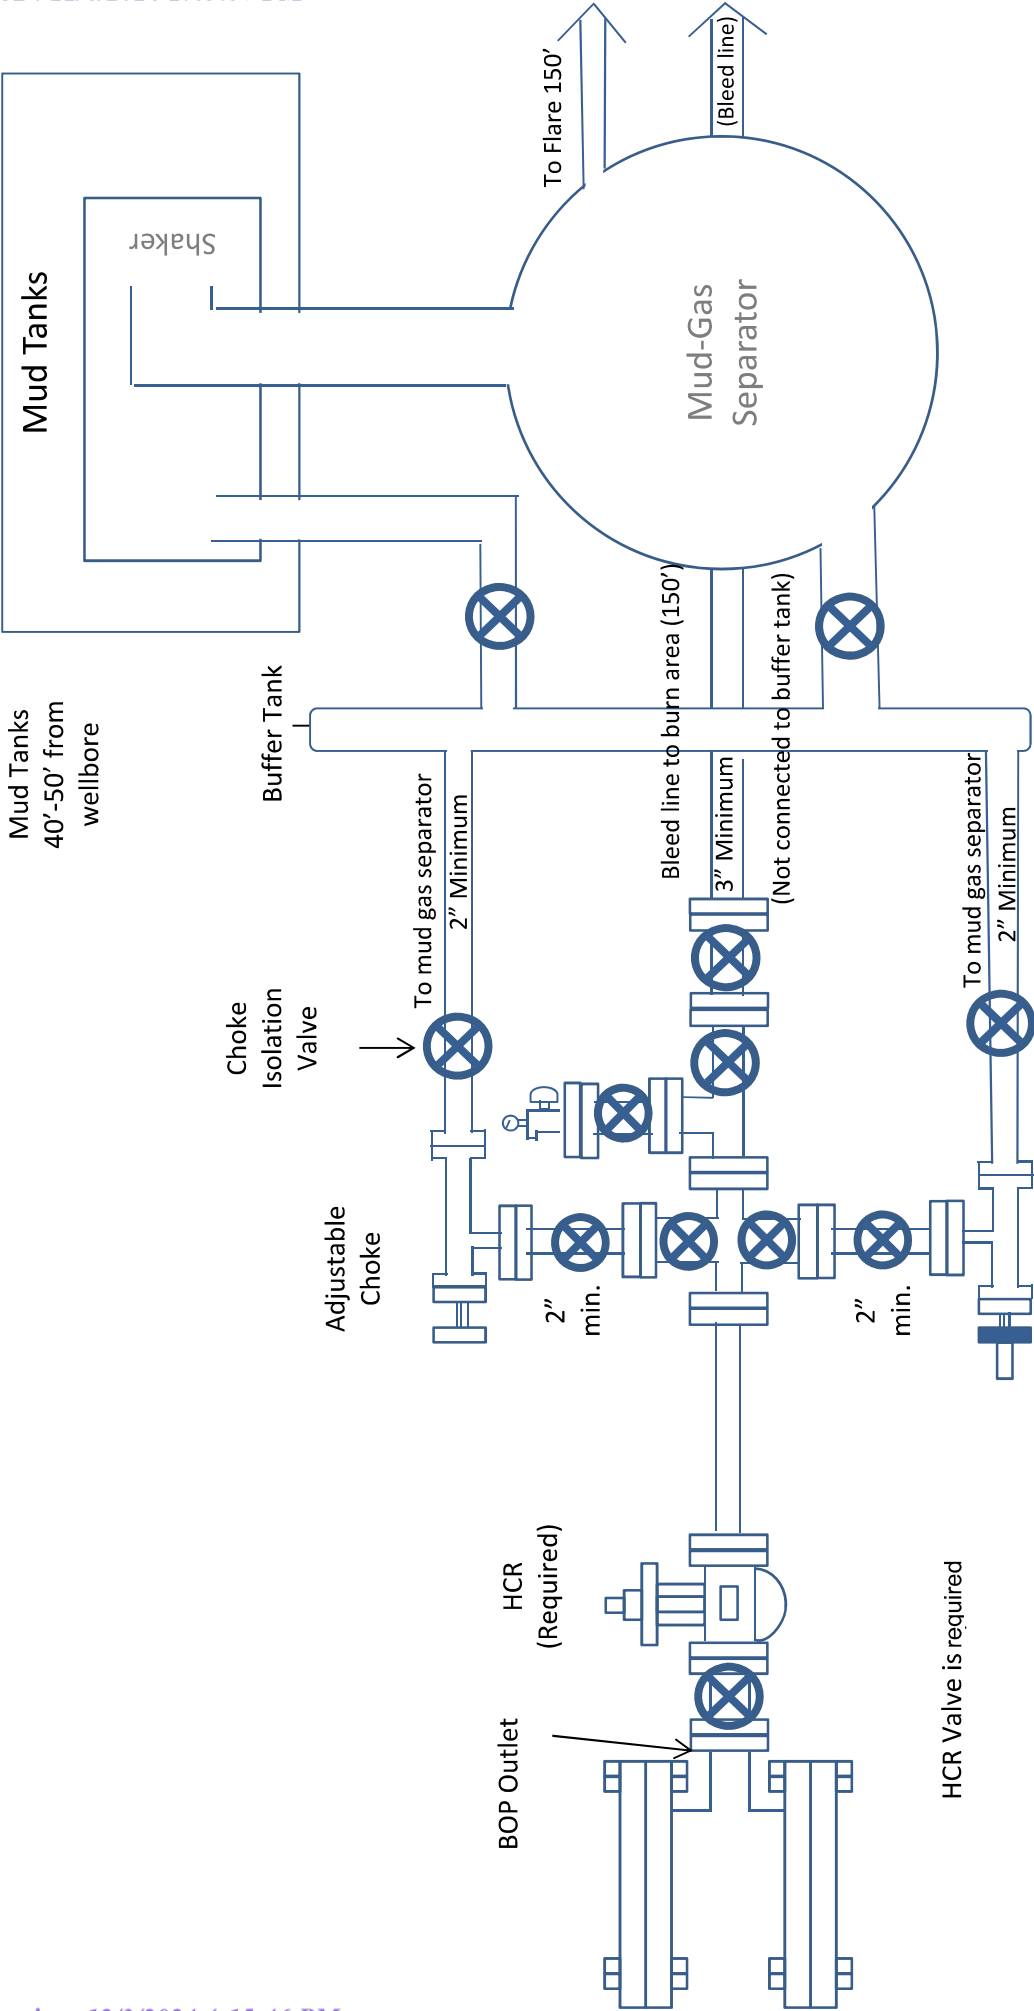 Mud Tanks
Shaker
To Flare 150’
(Bleed line)
Mud-Gas
Separator
Mud Tanks
40’-50’ from
wellbore
Buffer Tank
Bleed line to burn area (150’)
3” Minimum
(Not connected to buffer tank)
To mud gas separator
2” Minimum
To mud gas separator
2” Minimum
Choke
Isolation
Valve
Adjustable
Choke
2”
min.
2”
min.
HCR
(Required)
BOP Outlet
HCR Valve is required